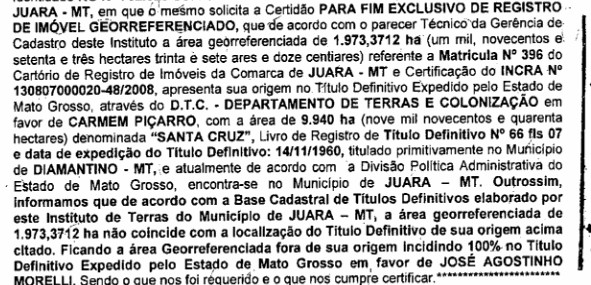 JUARA - MT, em que o mesmo solicita a Certidão PARA FIM EXCLUSIVO DE REGISTRO
DE IMÓVEL GEORREFERENCIADO, que de acordo com o parecer Técnico da Gerência de
Cadastro deste Instituto a área georreferenciada de 1.973,3712 ha (um mil, novecentos e
setenta e três hectares trinta e sete ares e doze centiares) referente a Matricula Nº 396 do
Cartório de Registro de Imóveis da Comarca de JUARA - MT e Certificação do INCRA Nº
130807000020-48/2008, apresenta sua origem no Título Definitivo Expedido pelo Estado de
Mato Grosso, através do D.T.C. - DEPARTAMENTO DE TERRAS E COLONIZAÇÃO em
favor de CARMEM PIÇARRO, com a área de 9.940 ha (nove mil novecentos e quarenta
hectares) denominada "SANTA CRUZ", Livro de Registro de Título Definitivo Nº 66 fls 07
e data de expedição do Título Definitivo: 14/11/1960, titulado primitivamente no Município
de DIAMANTINO - MT, e atualmente de acordo com a Divisão Política Administrativa do
Estado de Mato Grosso, encontra-se no Município de JUARA – MT. Outrossim,
informamos que de acordo com a Base Cadastral de Títulos Definitivos elaborado por
este Instituto de Terras do Município de JUARA – MT, a área georreferenciada de
1.973,3712 ha não coincide com a localização do Título Definitivo de sua origem acima
citado. Ficando a área Georreferenciada fora de sua origem Incidindo 100% no Título
Definitivo Expedido pelo Estado de Mato Grosso em favor de JOSÉ AGOSTINHO
MORELLI. Sendo o que nos foi requerido e o que nos cumpre certificar.**************************